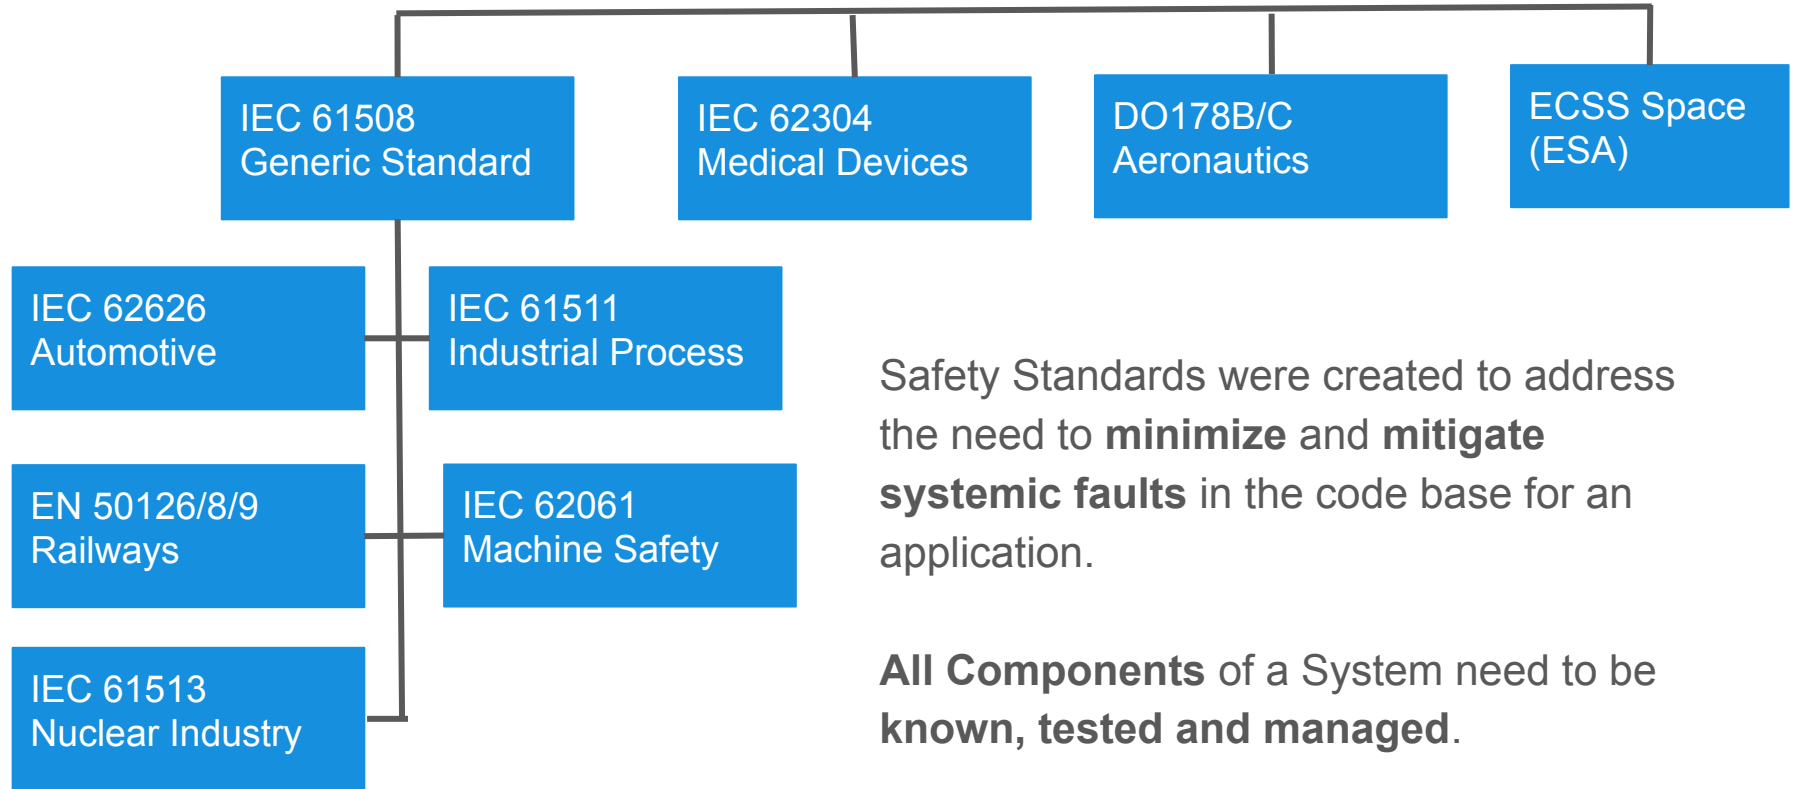 IEC 61508
Generic Standard
IEC 62304
Medical Devices
DO178B/C
Aeronautics
ECSS Space
(ESA)
IEC 62626
Automotive
IEC 61511
Industrial Process
EN 50126/8/9
Railways
IEC 62061
Machine Safety
IEC 61513
Nuclear Industry
Safety Standards were created to address
the need to minimize and mitigate
systemic faults in the code base for an
application.
All Components of a System need to be
known, tested and managed.